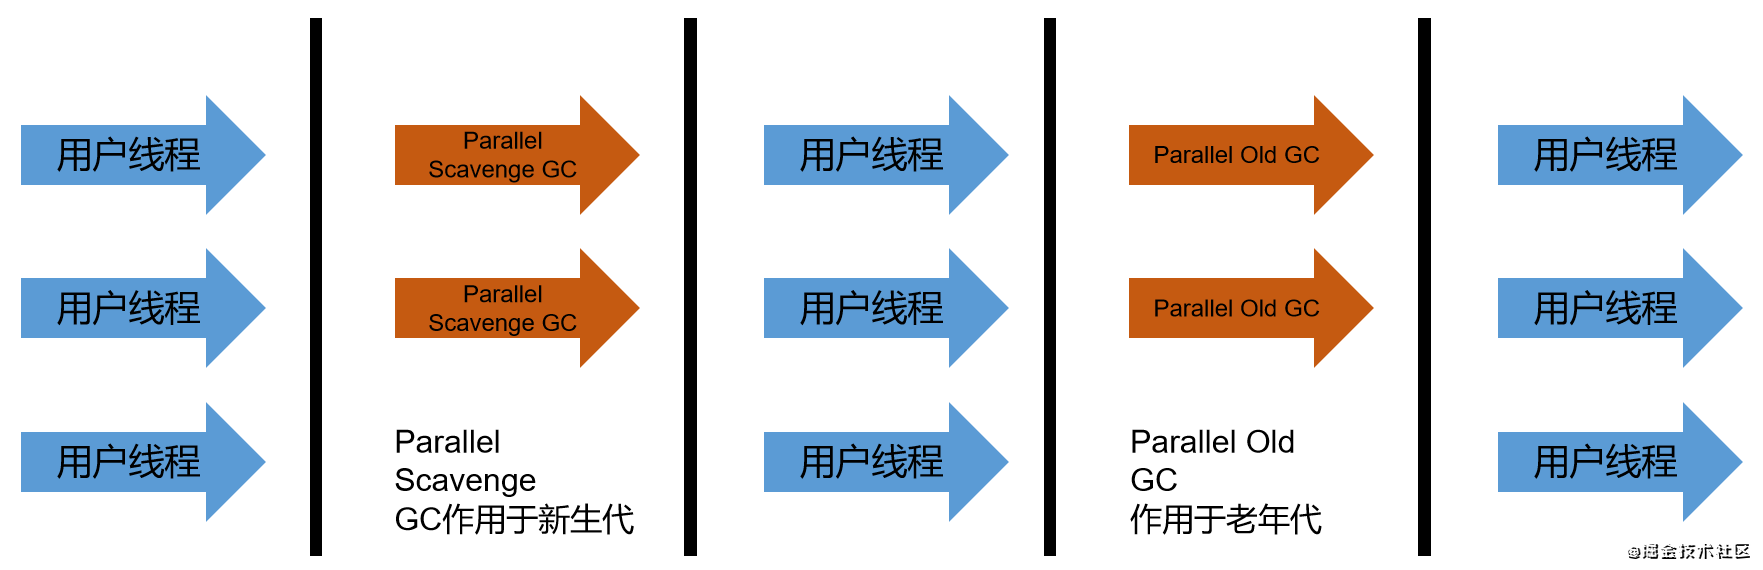 用户线程
Parallel
Scavenge GC
用户线程
Parallel Old GC
用户线程
用户线程
Parallel
Scavenge GC
用户线程
Parallel Old GC
用户线程
用户线程
Parallel
Scavenge
GC作用于新生代
用户线程
Parallel Old
GC
作用于老年代
用户线程
@掘金技术社区